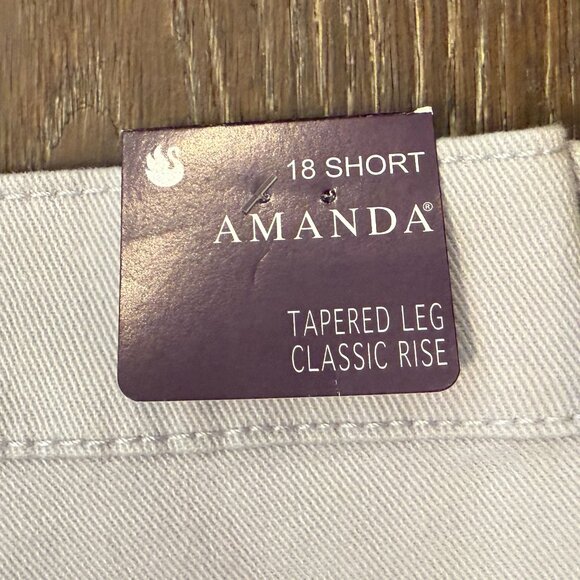 18 SHORT
AMANDA®
TAPERED LEG
CLASSIC RISE